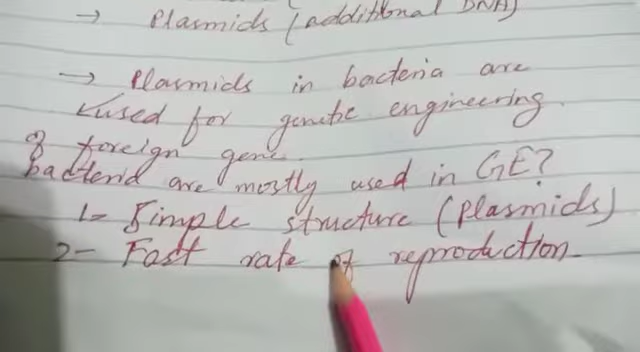 → Plasmids (additional DNA)
→ Plasmids in bacteria are
used for genetic engineering.
of foreign gene.
bacteria are mostly used in GE?
1- Simple structure (Plasmids)
2- Fast rate of reproduction